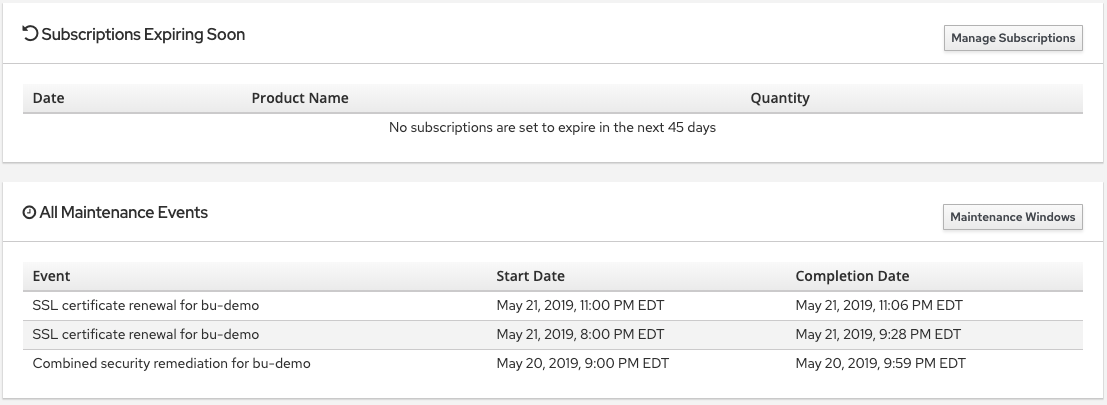 Subscriptions Expiring Soon
Manage Subscriptions
Date Product Name Quantity
No subscriptions are set to expire in the next 45 days
All Maintenance Events
Maintenance Windows
Event Start Date Completion Date
SSL certificate renewal for bu-demo May 21, 2019, 11:00 PM EDT May 21, 2019, 11:06 PM EDT
SSL certificate renewal for bu-demo May 21, 2019, 8:00 PM EDT May 21, 2019, 9:28 PM EDT
Combined security remediation for bu-demo May 20, 2019, 9:00 PM EDT May 20, 2019, 9:59 PM EDT